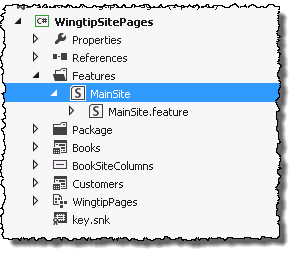 C# WingtipSitePages
Properties
References
Features
S MainSite
S MainSite.feature
Package
Books
BookSiteColumns
Customers
WingtipPages
key.snk